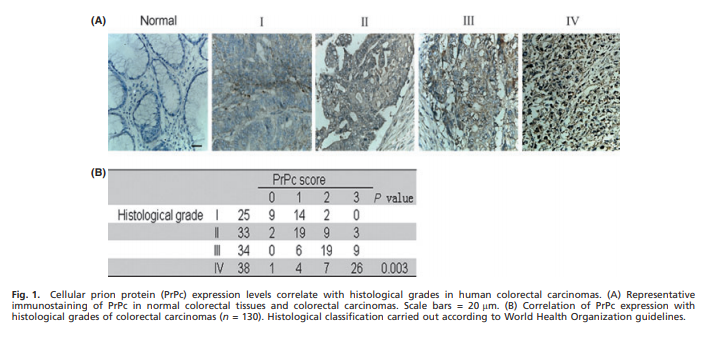 (A) Normal I II III IV
(B)
PrPc score
0 1 2 3 P value
Histological grade I 25 9 14 2 0
II 33 2 19 9 3
III 34 0 6 19 9
IV 38 1 4 7 26 0.003
Fig. 1. Cellular prion protein (PrPc) expression levels correlate with histological grades in human colorectal carcinomas. (A) Representative
immunostaining of PrPc in normal colorectal tissues and colorectal carcinomas. Scale bars = 20 μm. (B) Correlation of PrPc expression with
histological grades of colorectal carcinomas (n = 130). Histological classification carried out according to World Health Organization guidelines.